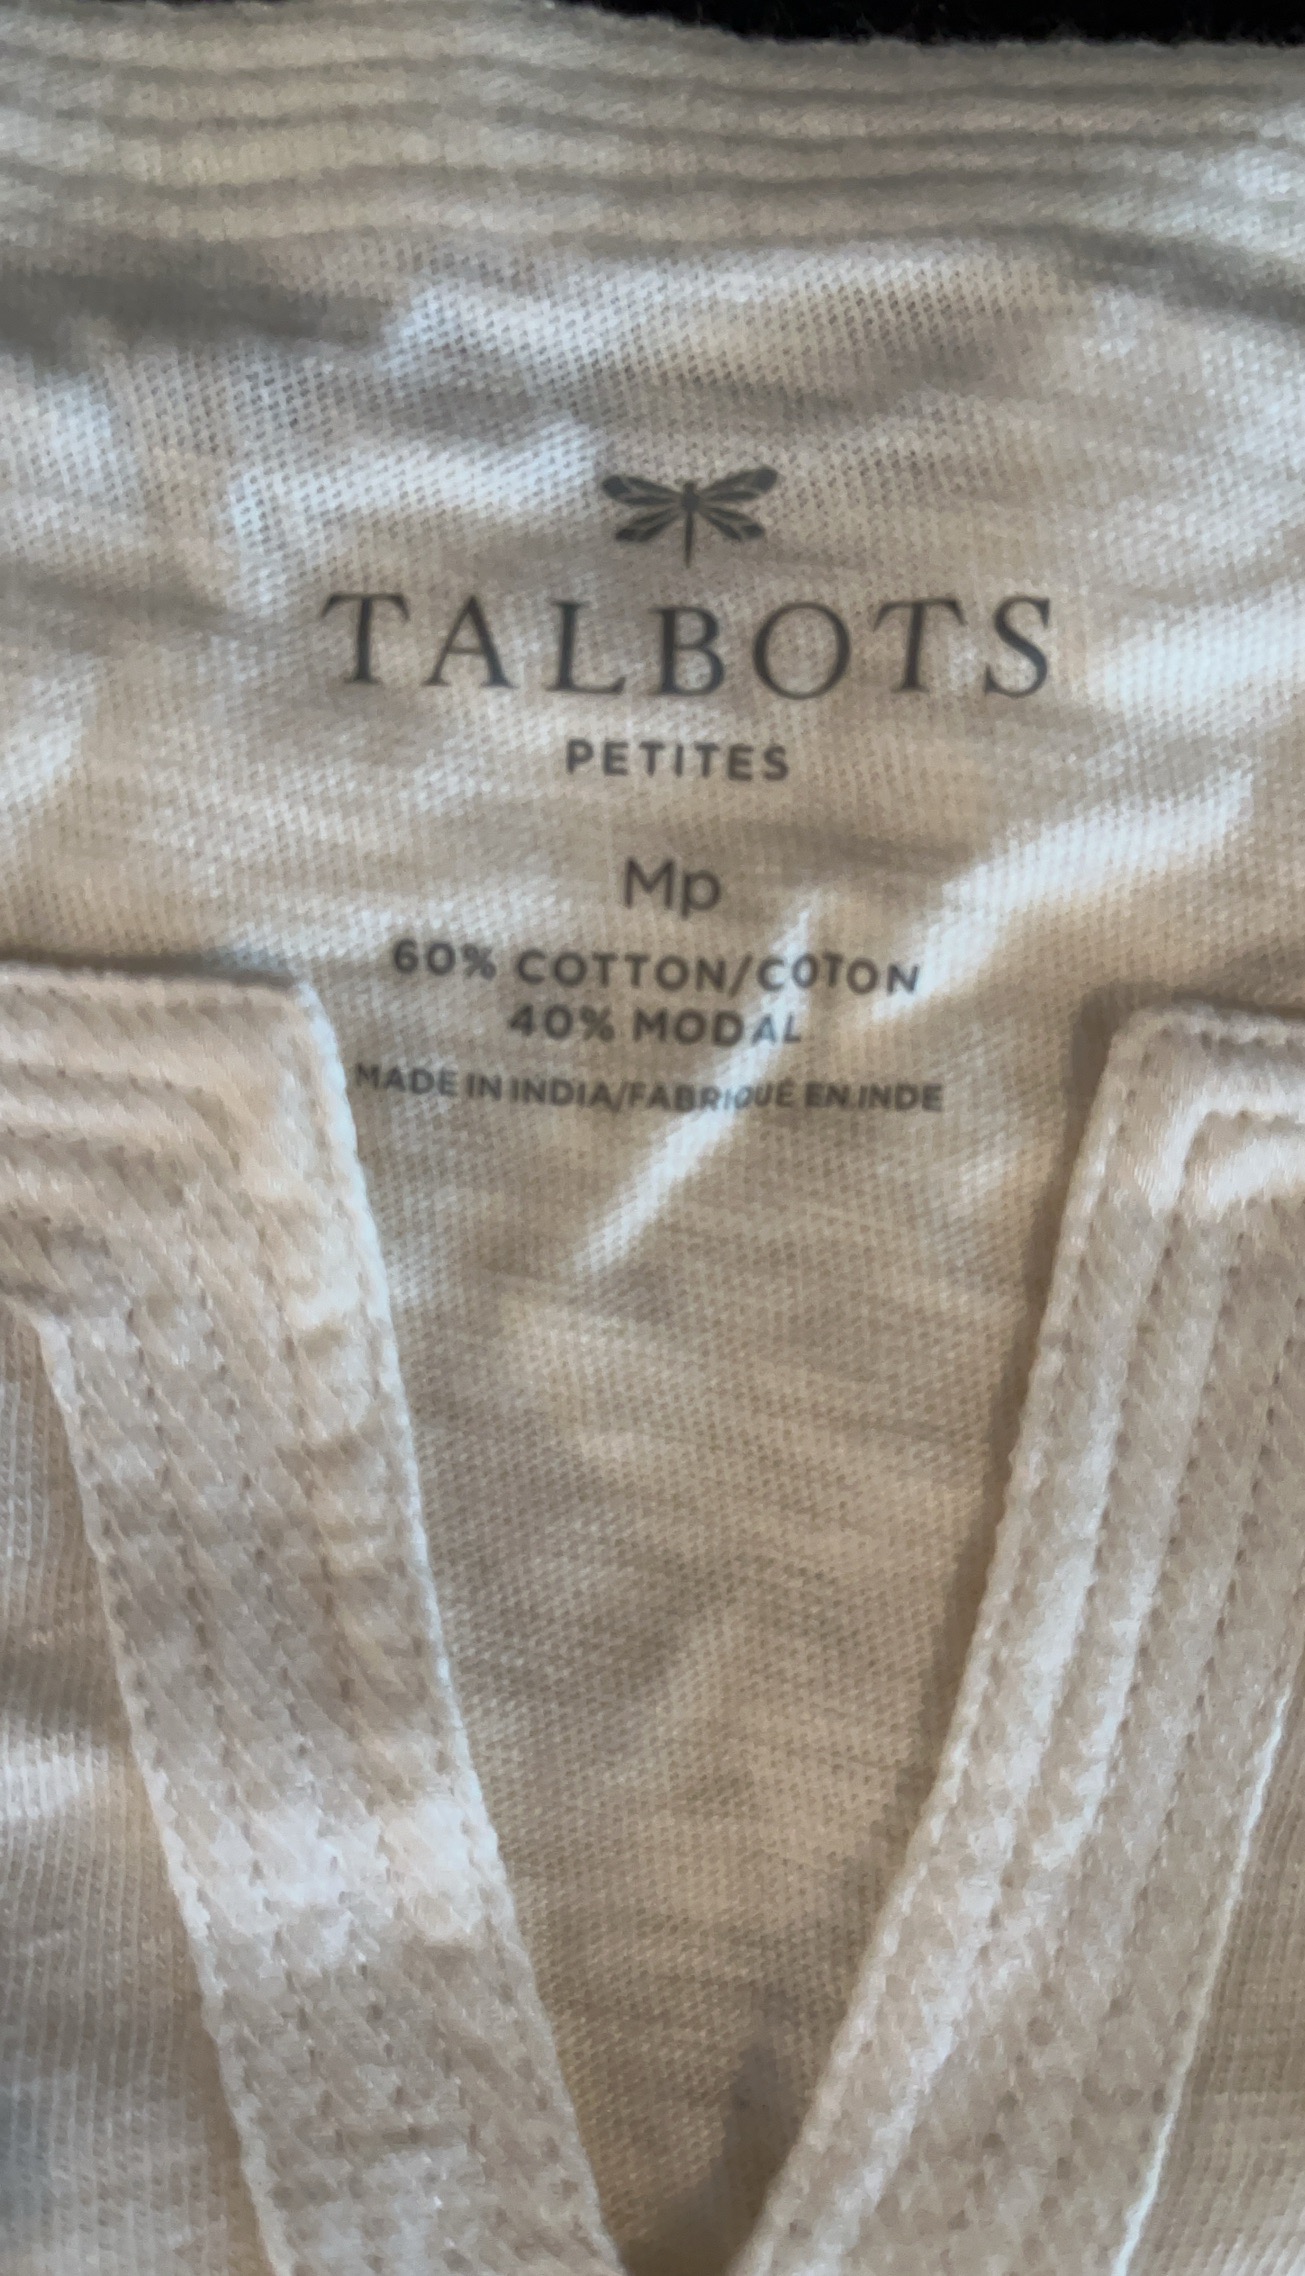 TALBOTS
PETITES
Mp
60% COTTON/COTON
40% MODAL
MADE IN INDIA/FABRIQUÉ EN INDE